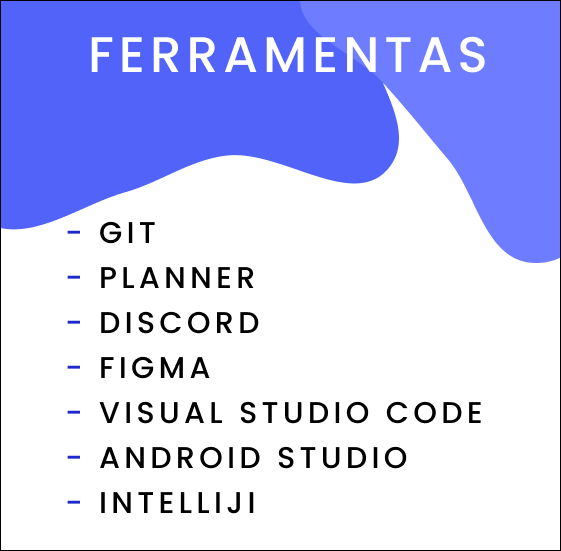 FERRAMENTAS
- GIT
- PLANNER
- DISCORD
- FIGMA
- VISUAL STUDIO CODE
- ANDROID STUDIO
- INTELLIJI